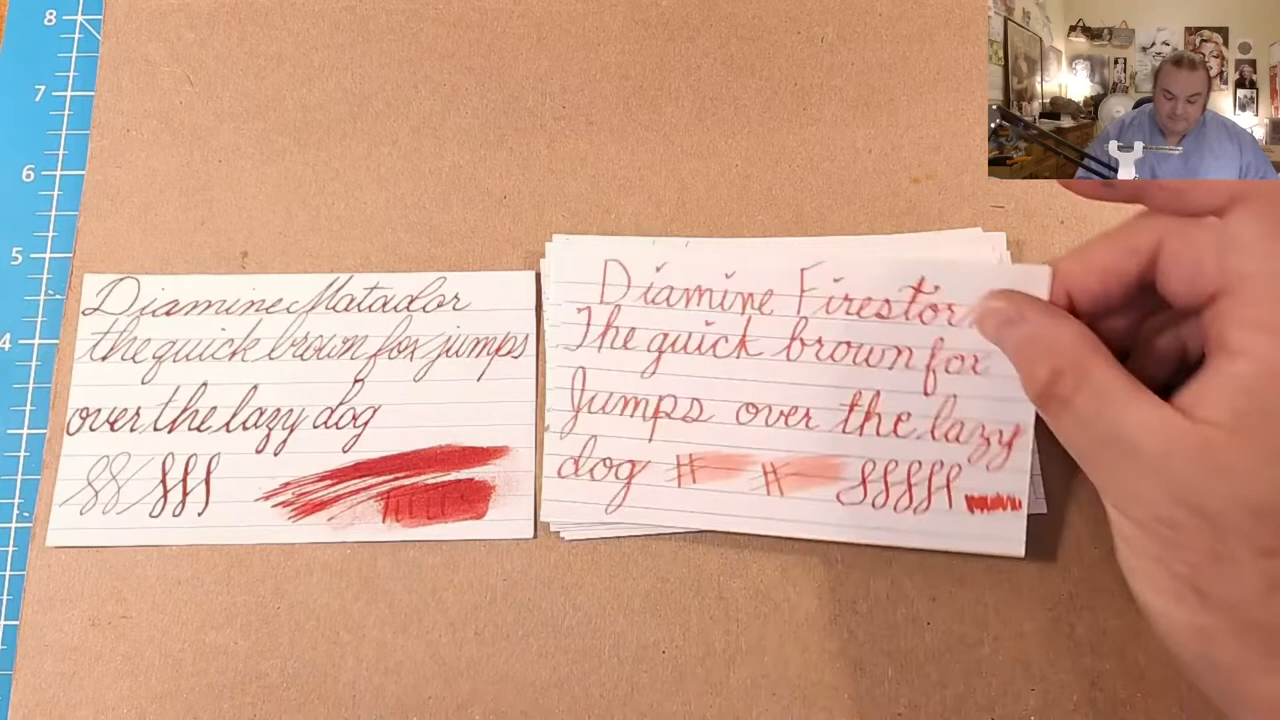 8
7
6
5
4
Diamine Matador
the quick brown fox jumps
over the lazy dog
Diamine Firestor
The quick brown fox
Jumps over the lazy
dog